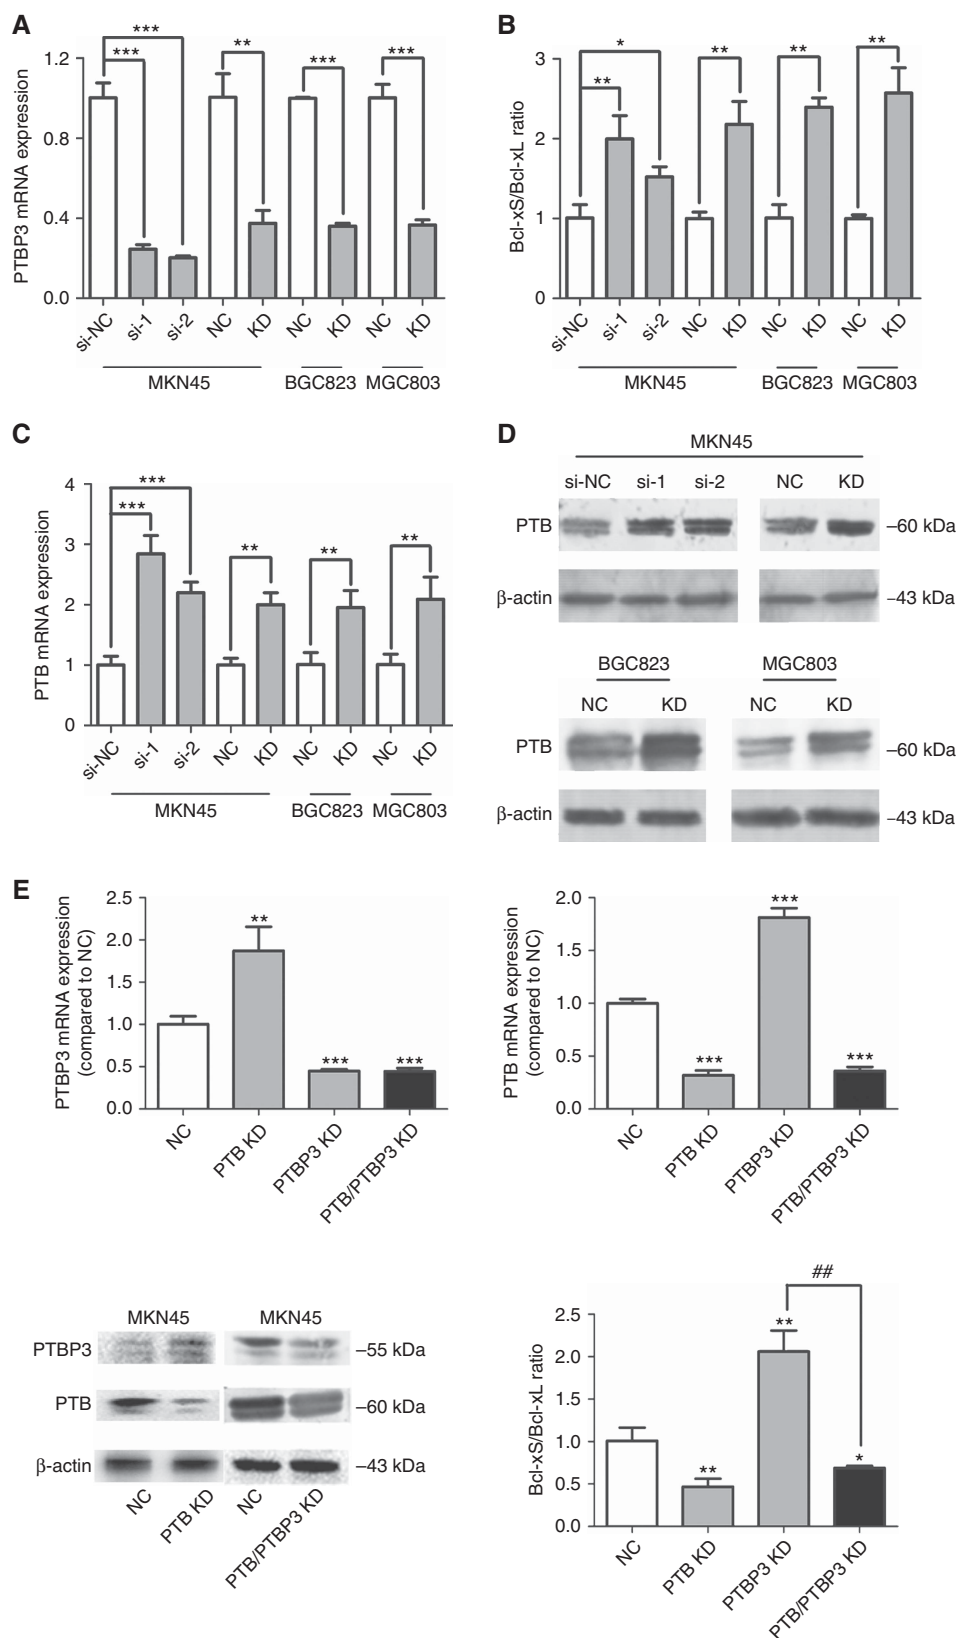 A
PTBP3 mRNA expression
1.2
0.8
0.4
0.0
***
***
**
***
***
si-NC
si-1
si-2
NC
KD
NC
KD
NC
KD
MKN45
BGC823
MGC803
B
Bcl-xS/Bcl-xL ratio
3
2
1
0
*
**
**
**
**
si-NC
si-1
si-2
NC
KD
NC
KD
NC
KD
MKN45
BGC823
MGC803
C
PTB mRNA expression
4
3
2
1
0
***
***
**
**
**
si-NC
si-1
si-2
NC
KD
NC
KD
NC
KD
MKN45
BGC823
MGC803
D
MKN45
si-NC si-1 si-2 NC KD
PTB –60 kDa
β-actin –43 kDa
BGC823 MGC803
NC KD NC KD
PTB –60 kDa
β-actin –43 kDa
E
PTBP3 mRNA expression
(compared to NC)
2.5
2.0
1.5
1.0
0.5
0.0
**
***
***
NC
PTB KD
PTBP3 KD
PTB/PTBP3 KD
PTB mRNA expression
(compared to NC)
2.0
1.5
1.0
0.5
0.0
***
***
***
NC
PTB KD
PTBP3 KD
PTB/PTBP3 KD
MKN45 MKN45
PTBP3 –55 kDa
PTB –60 kDa
β-actin –43 kDa
NC
PTB KD
NC
PTB/PTBP3 KD
Bcl-xS/Bcl-xL ratio
2.5
2.0
1.5
1.0
0.5
0.0
##
**
**
*
NC
PTB KD
PTBP3 KD
PTB/PTBP3 KD